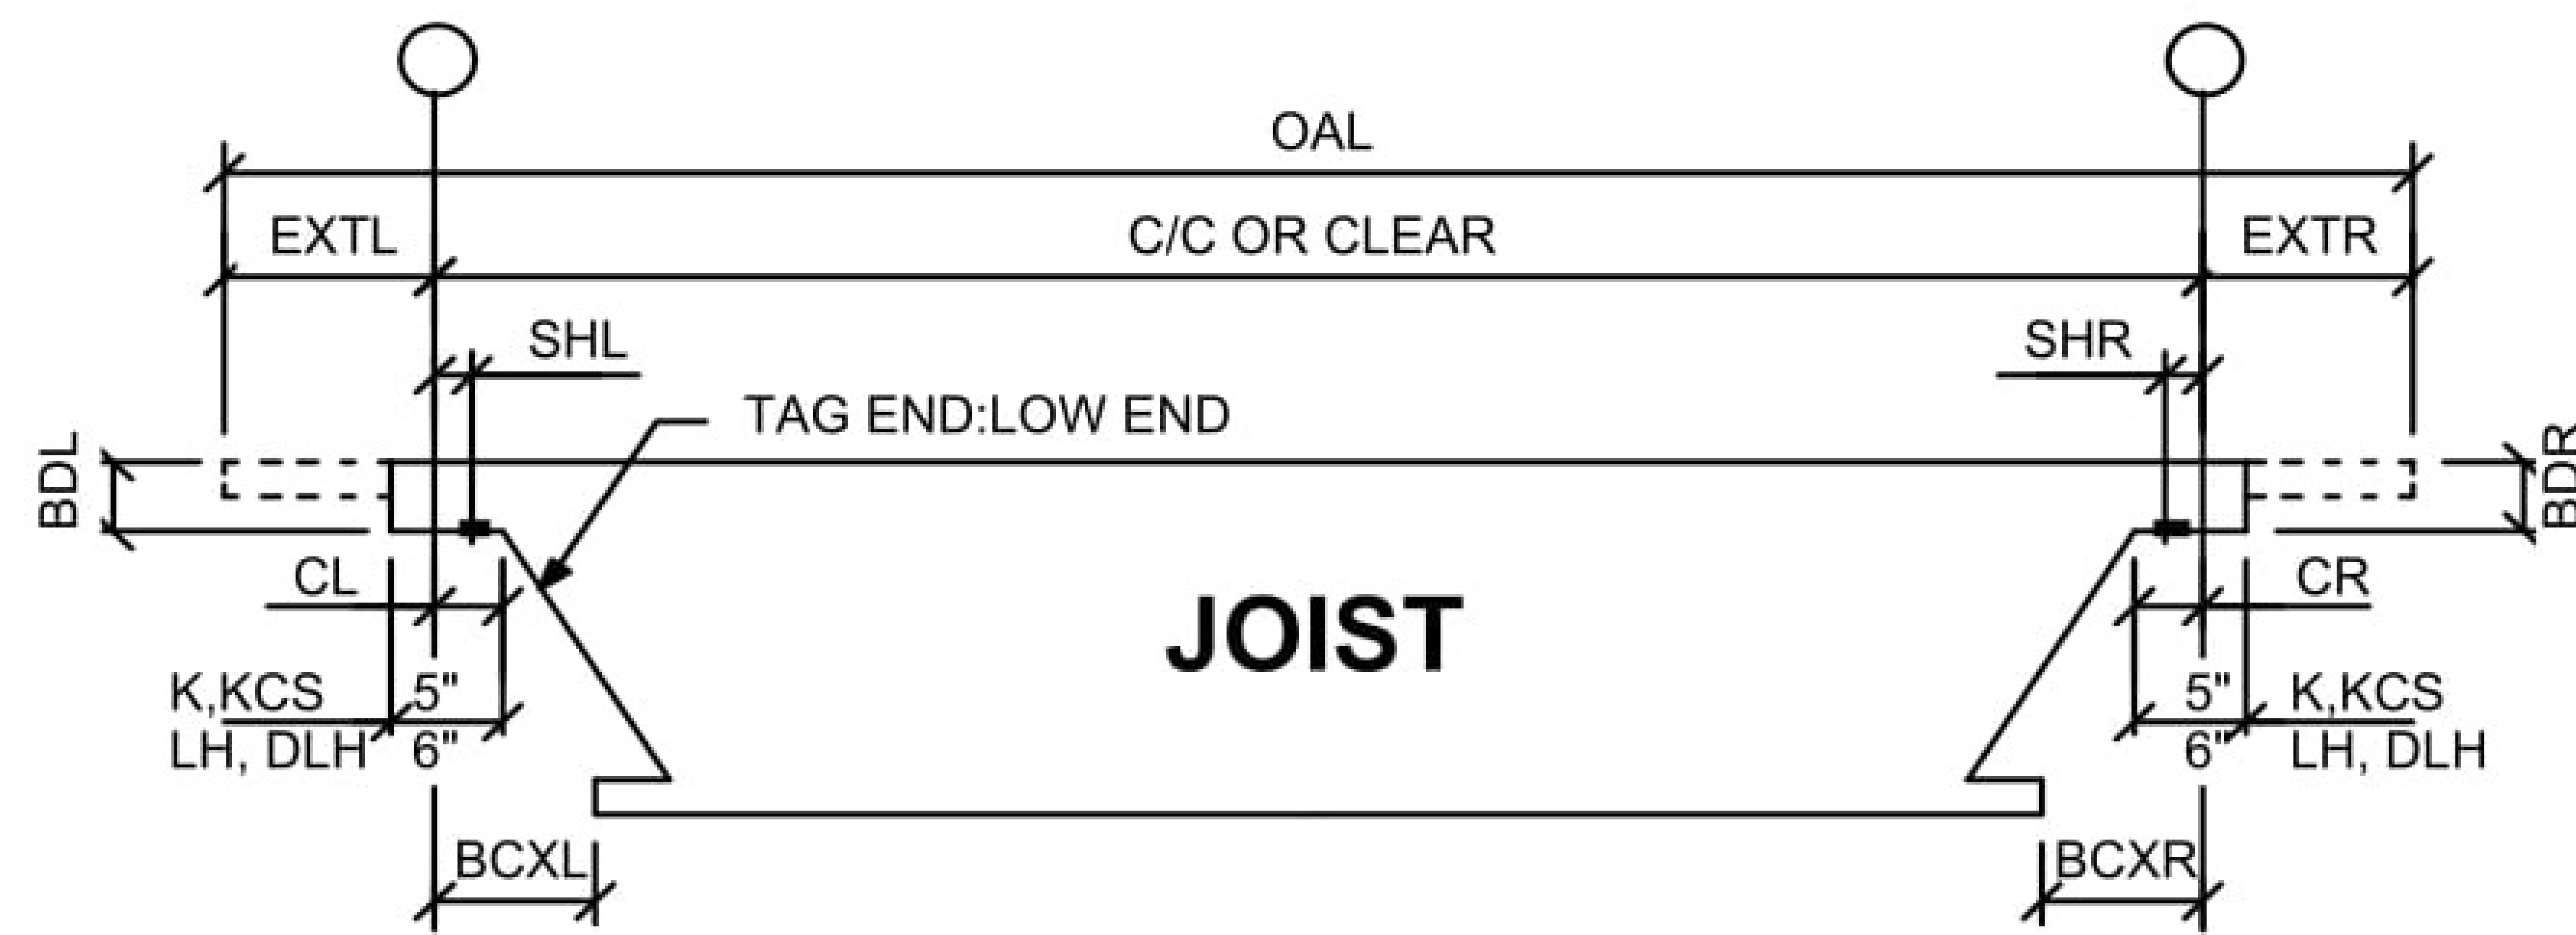 OAL
EXTL
C/C OR CLEAR
EXTR
SHL
SHR
TAG END:LOW END
BDL
BDR
CL
CR
JOIST
K,KCS 5"
LH, DLH 6"
5" K,KCS
6" LH, DLH
BCXL
BCXR